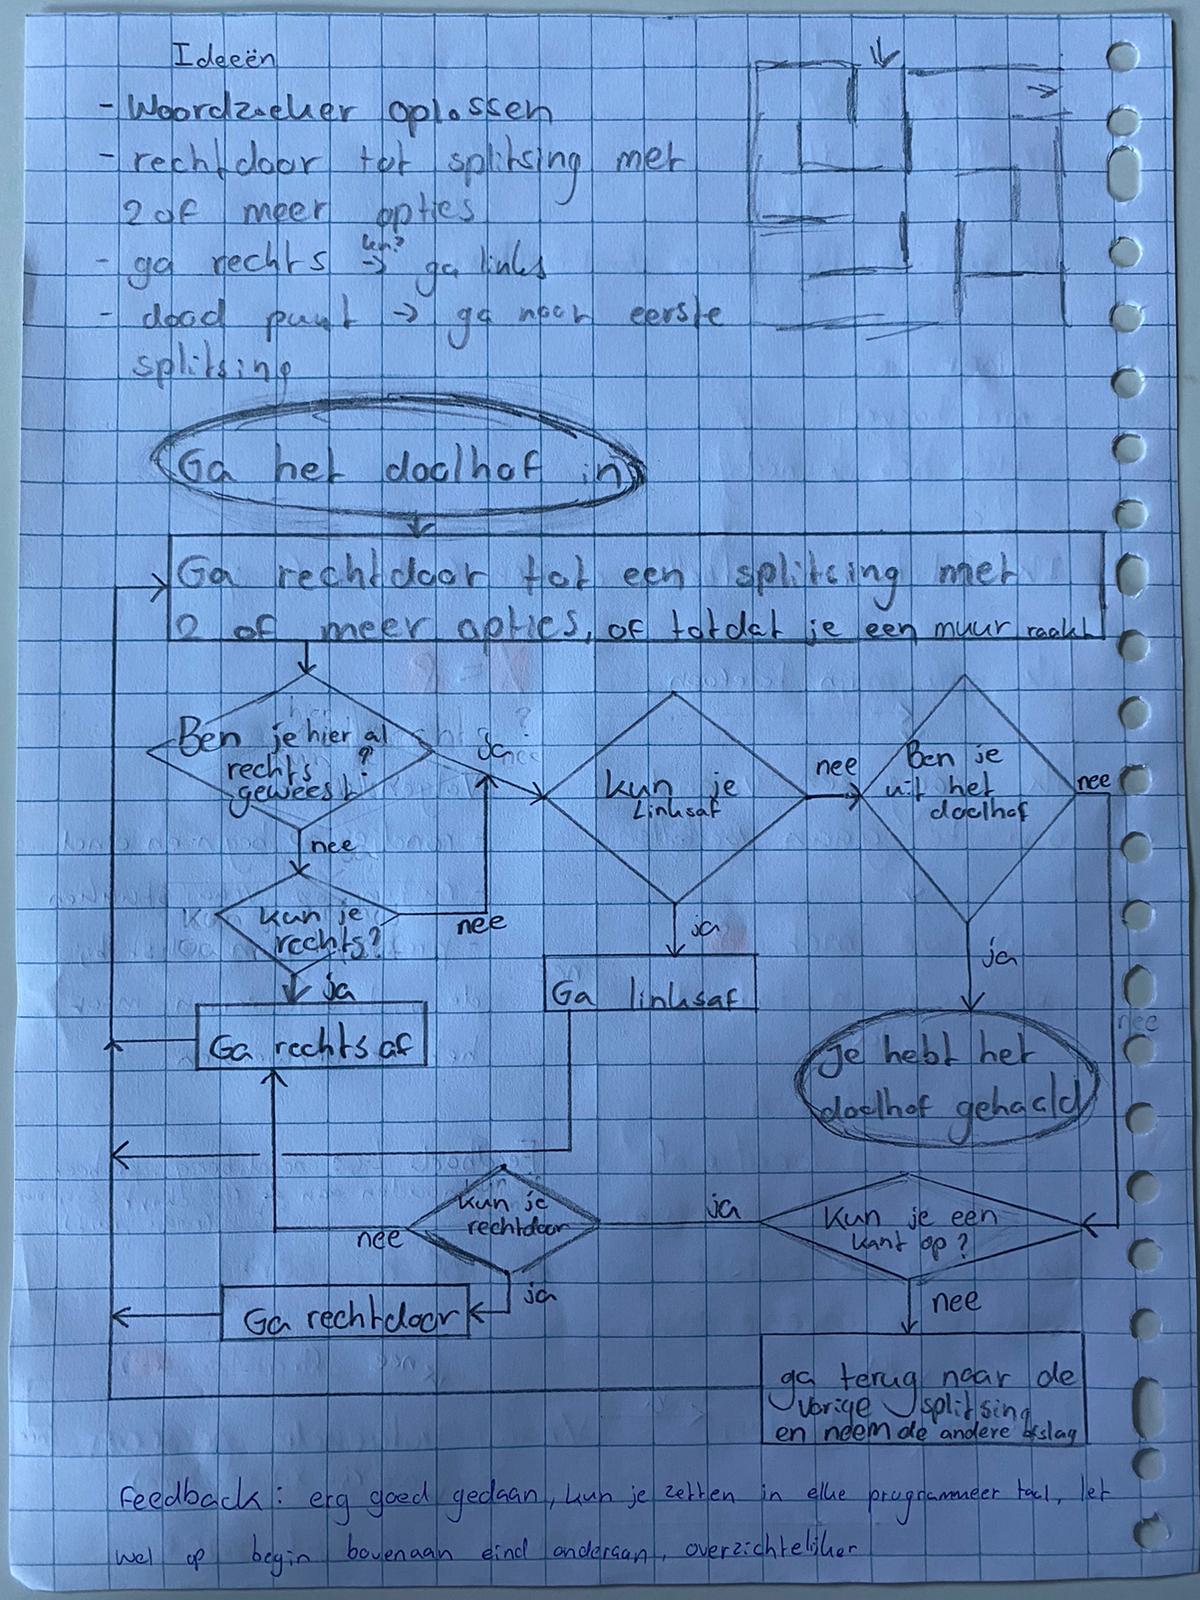 Ideeën
- Woordzoeker oplossen
- rechtdoor tot splitsing met
2 of meer opties
- ga rechts ken? → ga links
- dood punt → ga naar eerste
splitsing
Ga het doolhof in
Ga rechtdoor tot een splitsing met
2 of meer opties, of totdat je een muur raakt
Ben je hier al
rechts ?
geweest
ja
nee
kun je
rechts?
nee
ja
Ga rechtsaf
kun je
Linksaf
nee
ja
Ga linksaf
Ben je
uit het
doolhof
nee
ja
Je hebt het
doolhof gehaald
Kun je een
kant op?
ja
nee
kun je
rechtdoor
nee
ja
Ga rechtdoor
ga terug naar de
vorige splitsing
en neem de andere afslag
Feedback: erg goed gedaan, kun je zetten in elke programmeer taal, let
wel op begin bovenaan eind onderaan, overzichtelijker